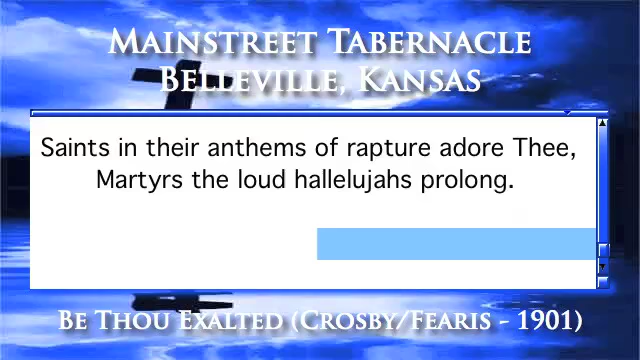 Mainstreet Tabernacle
Belleville, Kansas
Saints in their anthems of rapture adore Thee,
Martyrs the loud hallelujahs prolong.
Be Thou Exalted (Crosby/Fearis - 1901)